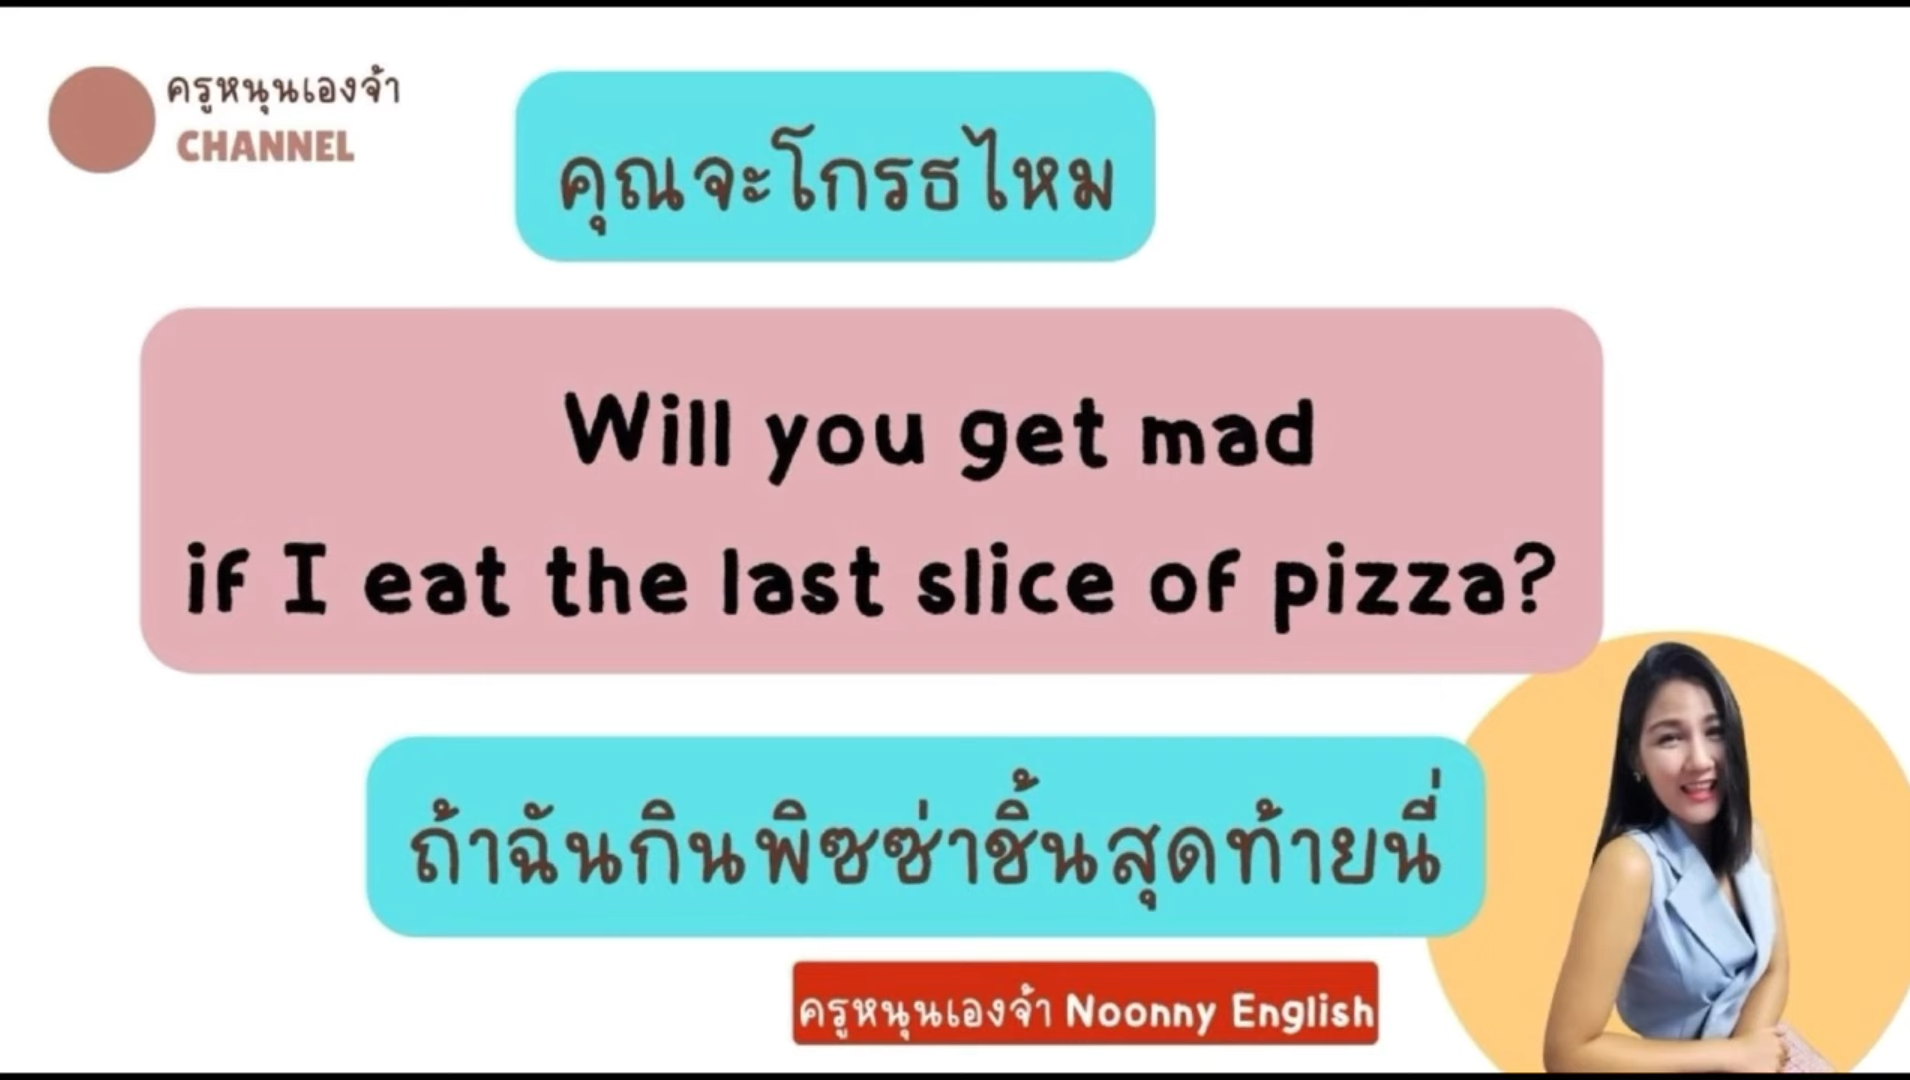 ครูหนุนเองจ้า
CHANNEL
คุณจะโกรธไหม
Will you get mad
if I eat the last slice of pizza?
ถ้าฉันกินพิซซ่าชิ้นสุดท้ายนี่
ครูหนุนเองจ้า Noonny English